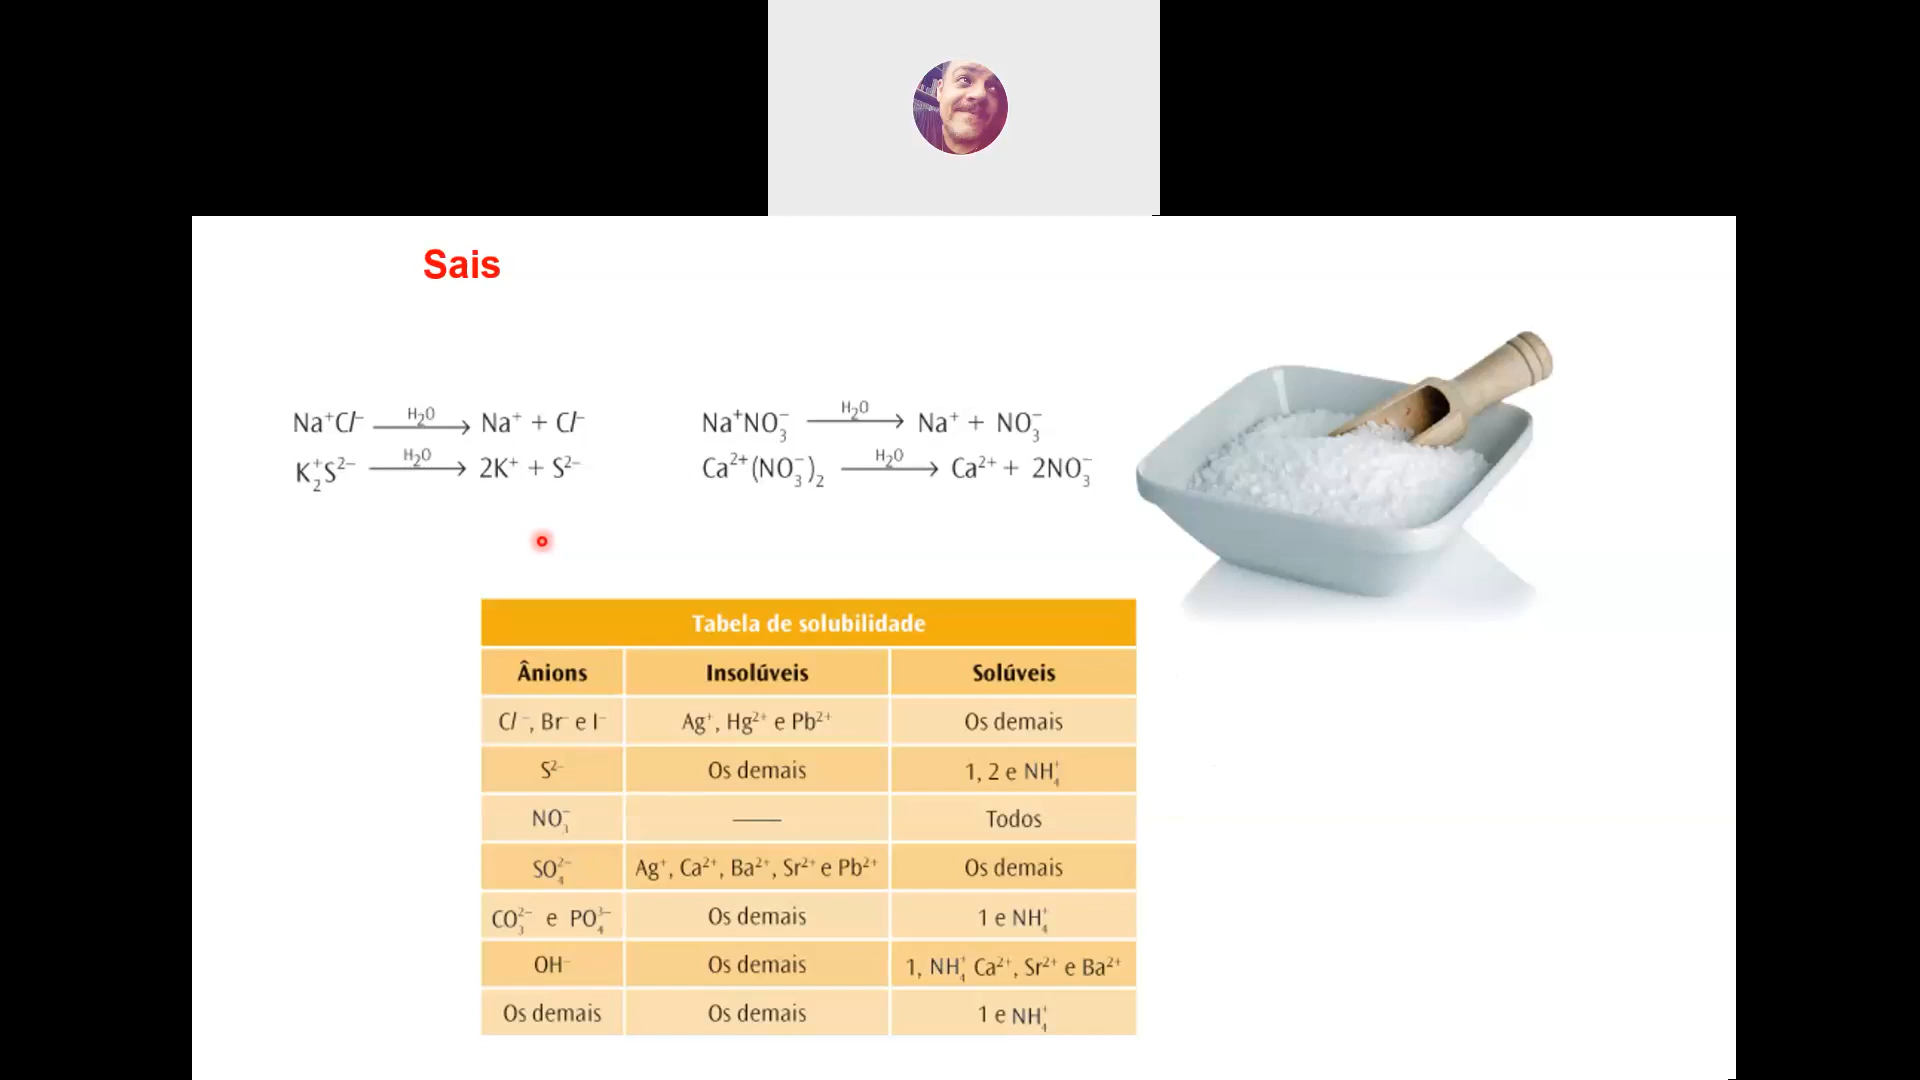 Sais
Na⁺Cl⁻ —H₂O→ Na⁺ + Cl⁻
K₂⁺S²⁻ —H₂O→ 2K⁺ + S²⁻
Na⁺NO₃⁻ —H₂O→ Na⁺ + NO₃⁻
Ca²⁺(NO₃⁻)₂ —H₂O→ Ca²⁺ + 2NO₃⁻
Tabela de solubilidade
Ânions Insolúveis Solúveis
Cl⁻, Br⁻ e I⁻ Ag⁺, Hg²⁺ e Pb²⁺ Os demais
S²⁻ Os demais 1, 2 e NH₄⁺
NO₃⁻ —— Todos
SO₄²⁻ Ag⁺, Ca²⁺, Ba²⁺, Sr²⁺ e Pb²⁺ Os demais
CO₃²⁻ e PO₄³⁻ Os demais 1 e NH₄⁺
OH⁻ Os demais 1, NH₄⁺ Ca²⁺, Sr²⁺ e Ba²⁺
Os demais Os demais 1 e NH₄⁺